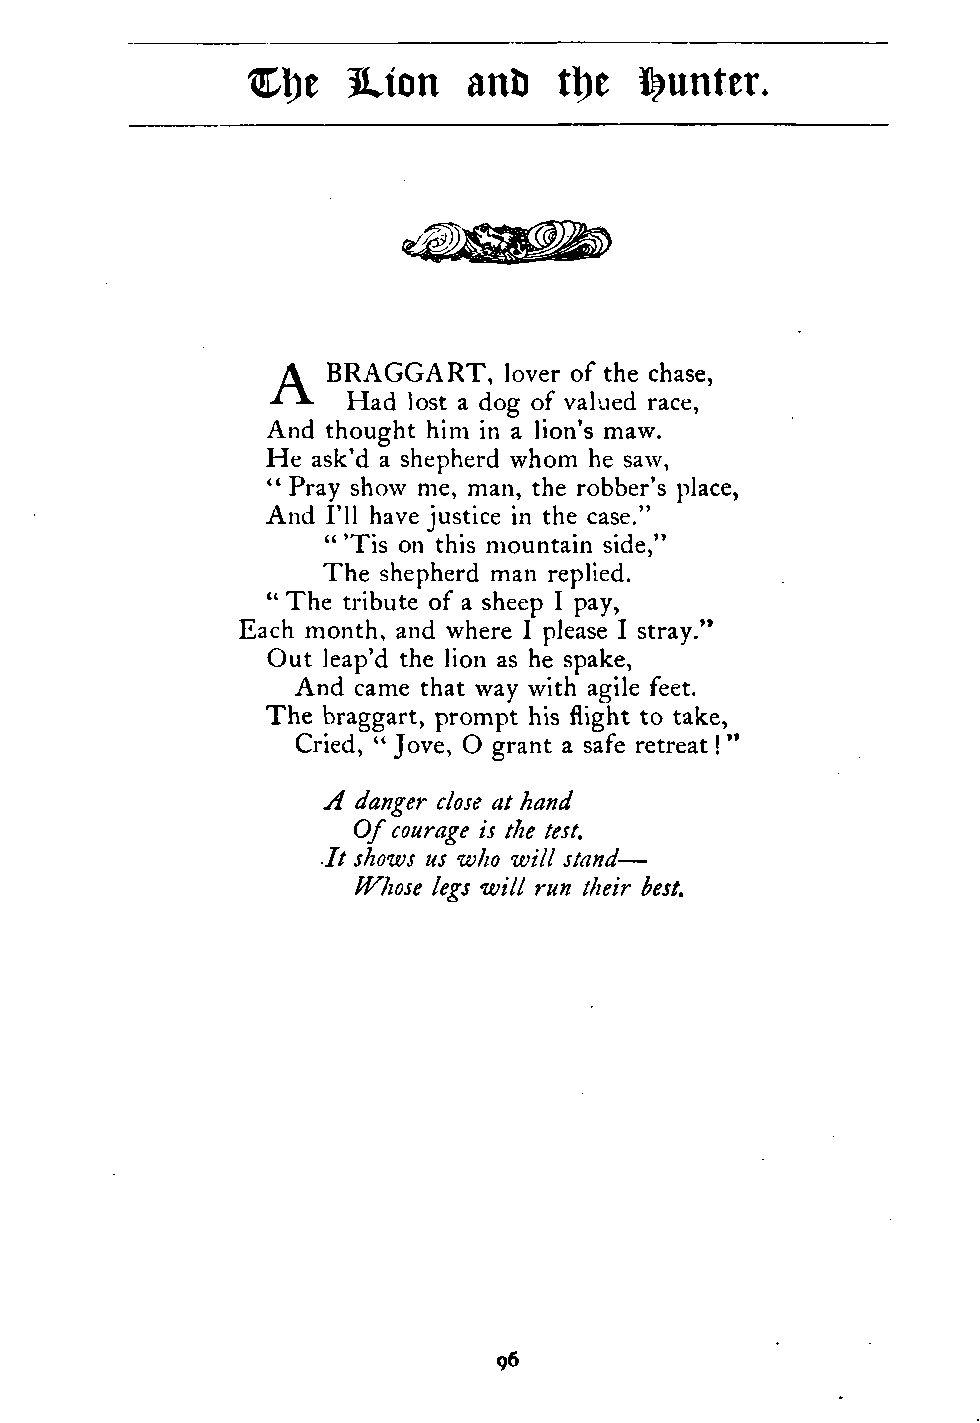 The Lion and the Hunter.
A BRAGGART, lover of the chase,
Had lost a dog of valued race,
And thought him in a lion's maw.
He ask'd a shepherd whom he saw,
“Pray show me, man, the robber's place,
And I'll have justice in the case.”
“'Tis on this mountain side,”
The shepherd man replied.
“The tribute of a sheep I pay,
Each month, and where I please I stray.”
Out leap'd the lion as he spake,
And came that way with agile feet.
The braggart, prompt his flight to take,
Cried, “Jove, O grant a safe retreat!”
A danger close at hand
Of courage is the test.
It shows us who will stand—
Whose legs will run their best.
96